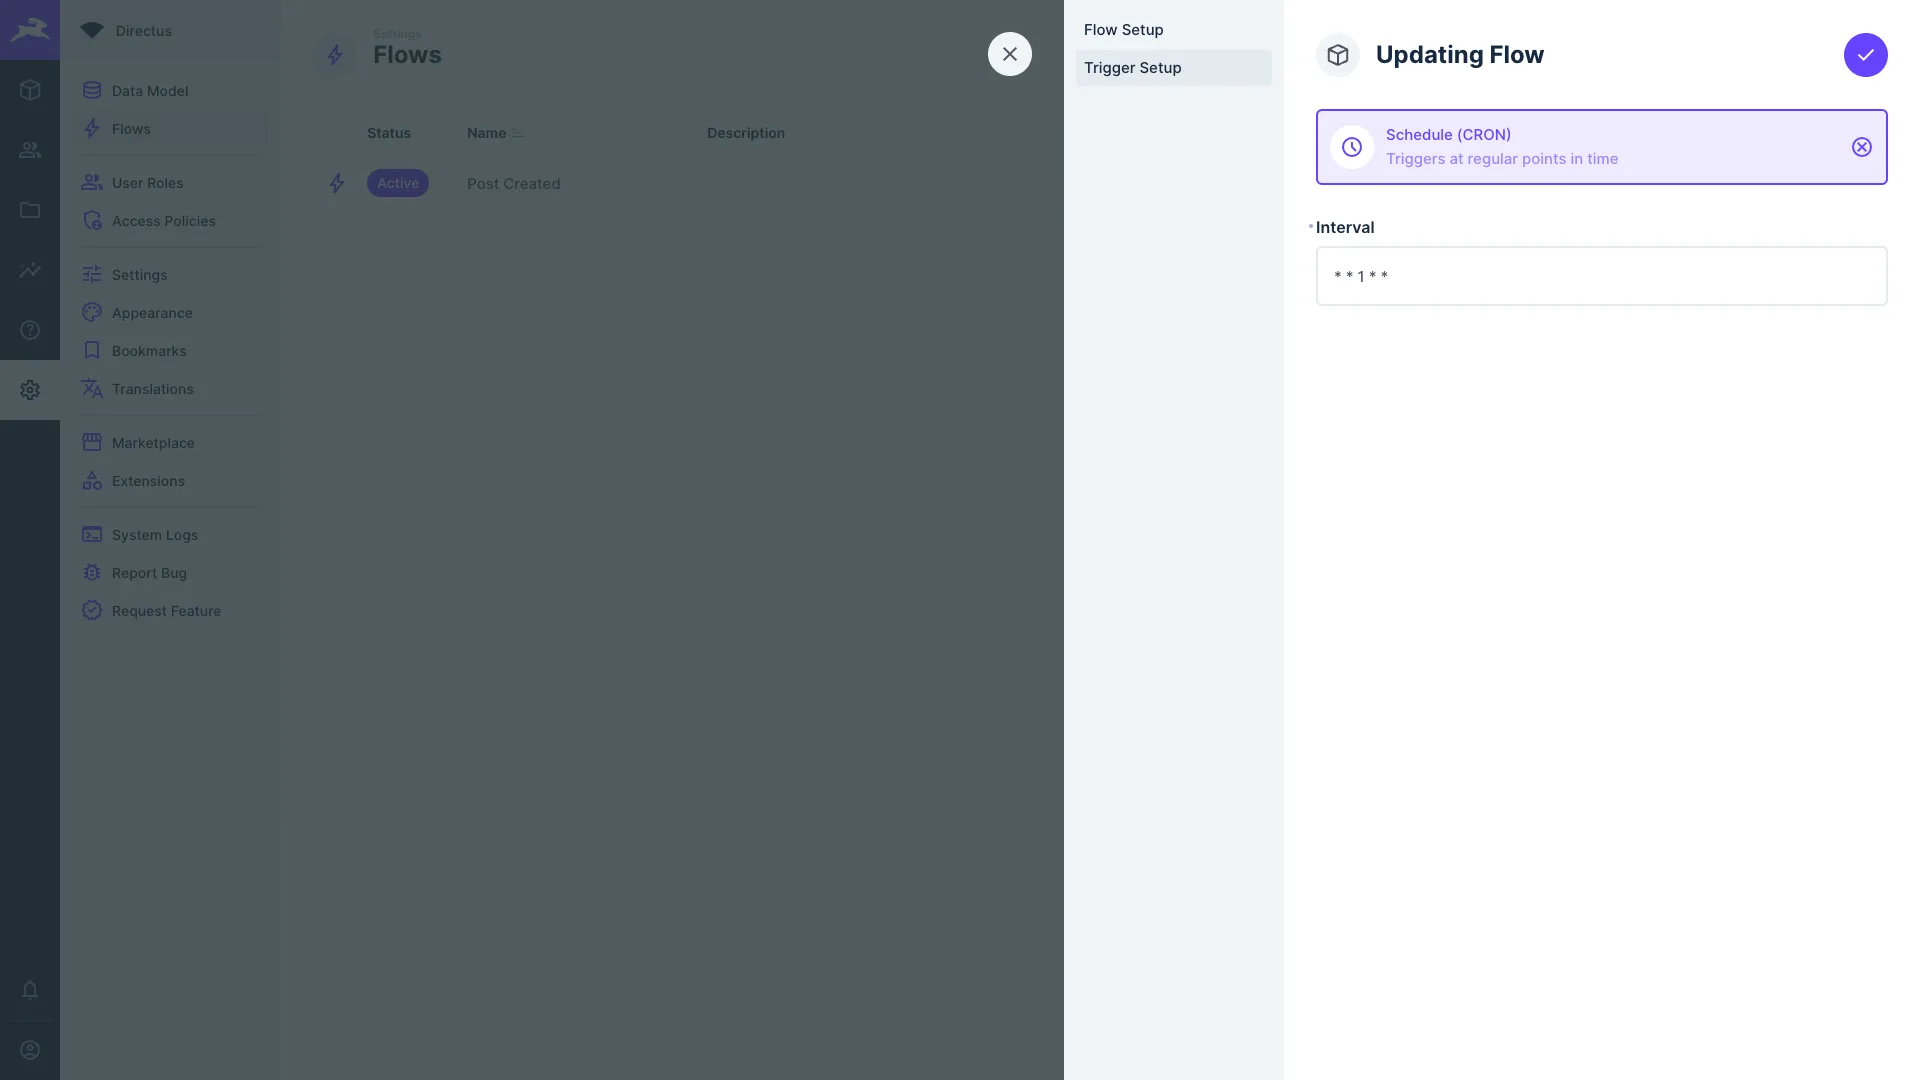 Directus
Data Model
Flows
User Roles
Access Policies
Settings
Appearance
Bookmarks
Translations
Marketplace
Extensions
System Logs
Report Bug
Request Feature
Settings
Flows
Status Name Description
Active Post Created
Flow Setup
Trigger Setup
Updating Flow
Schedule (CRON)
Triggers at regular points in time
Interval
* * 1 * *